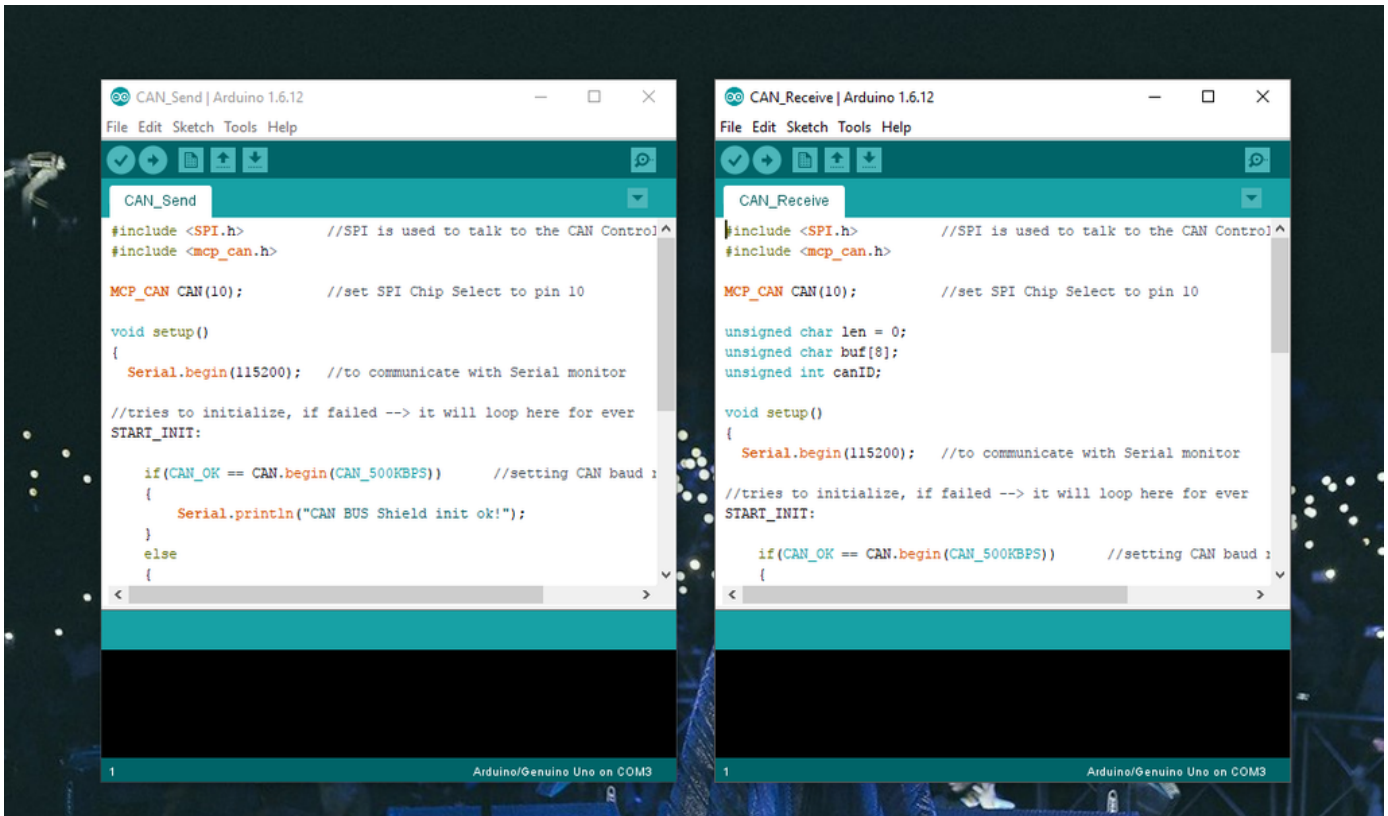 CAN_Send | Arduino 1.6.12
File Edit Sketch Tools Help
CAN_Send
#include <SPI.h> //SPI is used to talk to the CAN Control
#include <mcp_can.h>
MCP_CAN CAN(10); //set SPI Chip Select to pin 10
void setup()
{
Serial.begin(115200); //to communicate with Serial monitor
//tries to initialize, if failed --> it will loop here for ever
START_INIT:
if(CAN_OK == CAN.begin(CAN_500KBPS)) //setting CAN baud
{
Serial.println("CAN BUS Shield init ok!");
}
else
{
1
Arduino/Genuino Uno on COM3
CAN_Receive | Arduino 1.6.12
File Edit Sketch Tools Help
CAN_Receive
#include <SPI.h> //SPI is used to talk to the CAN Control
#include <mcp_can.h>
MCP_CAN CAN(10); //set SPI Chip Select to pin 10
unsigned char len = 0;
unsigned char buf[8];
unsigned int canID;
void setup()
{
Serial.begin(115200); //to communicate with Serial monitor
//tries to initialize, if failed --> it will loop here for ever
START_INIT:
if(CAN_OK == CAN.begin(CAN_500KBPS)) //setting CAN baud
{
1
Arduino/Genuino Uno on COM3